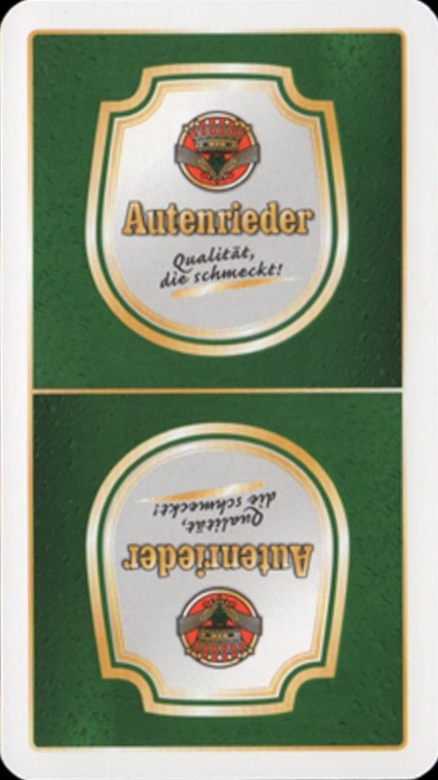 Autenrieder
Qualität,
die schmeckt!
Autenrieder
Qualität,
die schmeckt!